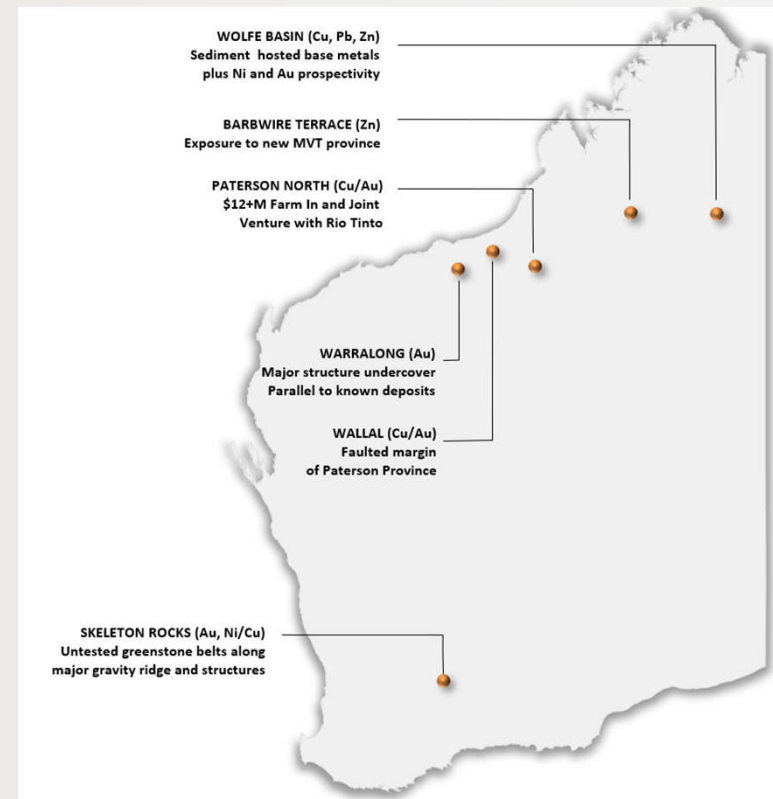 WOLFE BASIN (Cu, Pb, Zn)
Sediment hosted base metals
plus Ni and Au prospectivity
BARBWIRE TERRACE (Zn)
Exposure to new MVT province
PATERSON NORTH (Cu/Au)
$12+M Farm In and Joint
Venture with Rio Tinto
WARRALONG (Au)
Major structure undercover
Parallel to known deposits
WALLAL (Cu/Au)
Faulted margin
of Paterson Province
SKELETON ROCKS (Au, Ni/Cu)
Untested greenstone belts along
major gravity ridge and structures